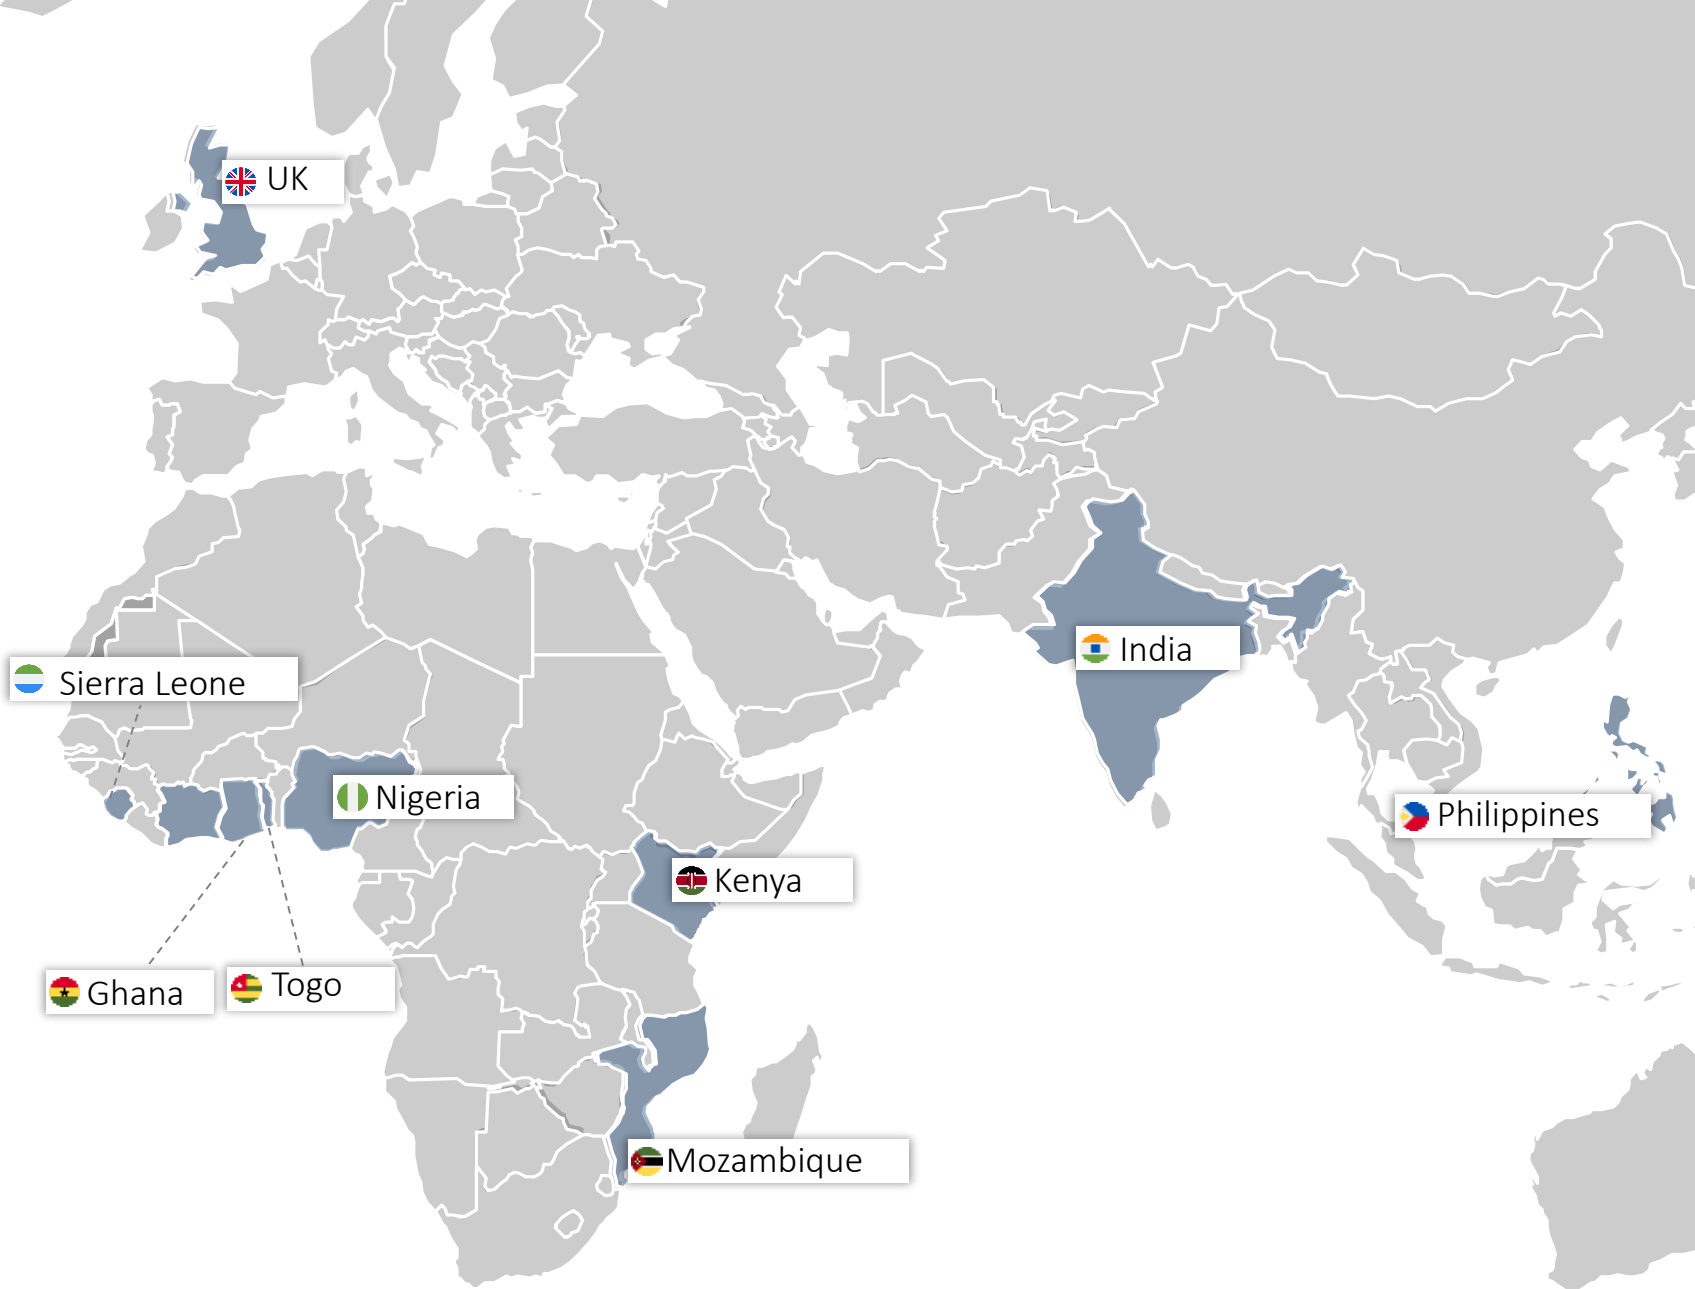 UK
India
Sierra Leone
Nigeria
Philippines
Kenya
Ghana
Togo
Mozambique